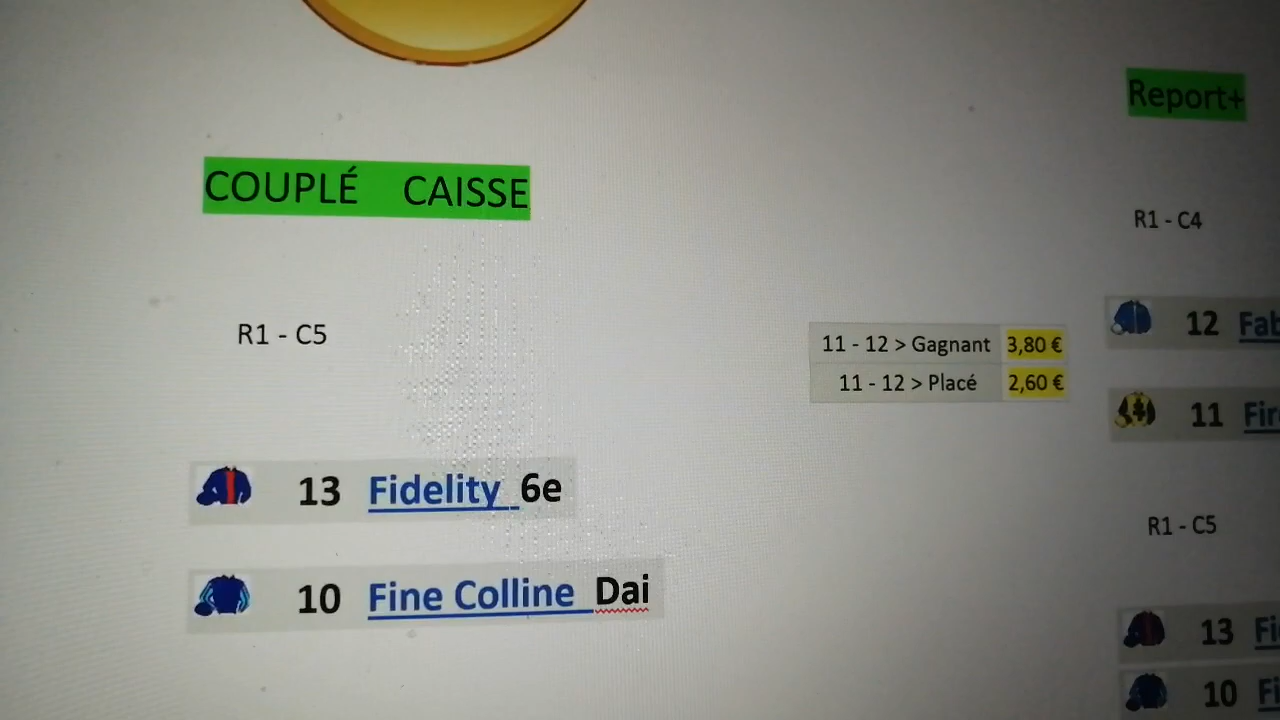 Report+
COUPLÉ CAISSE
R1 - C4
R1 - C5
11 - 12 > Gagnant 3,80 €
11 - 12 > Placé 2,60 €
12
11
13 Fidelity 6e
10 Fine Colline Dai
R1 - C5
13
10